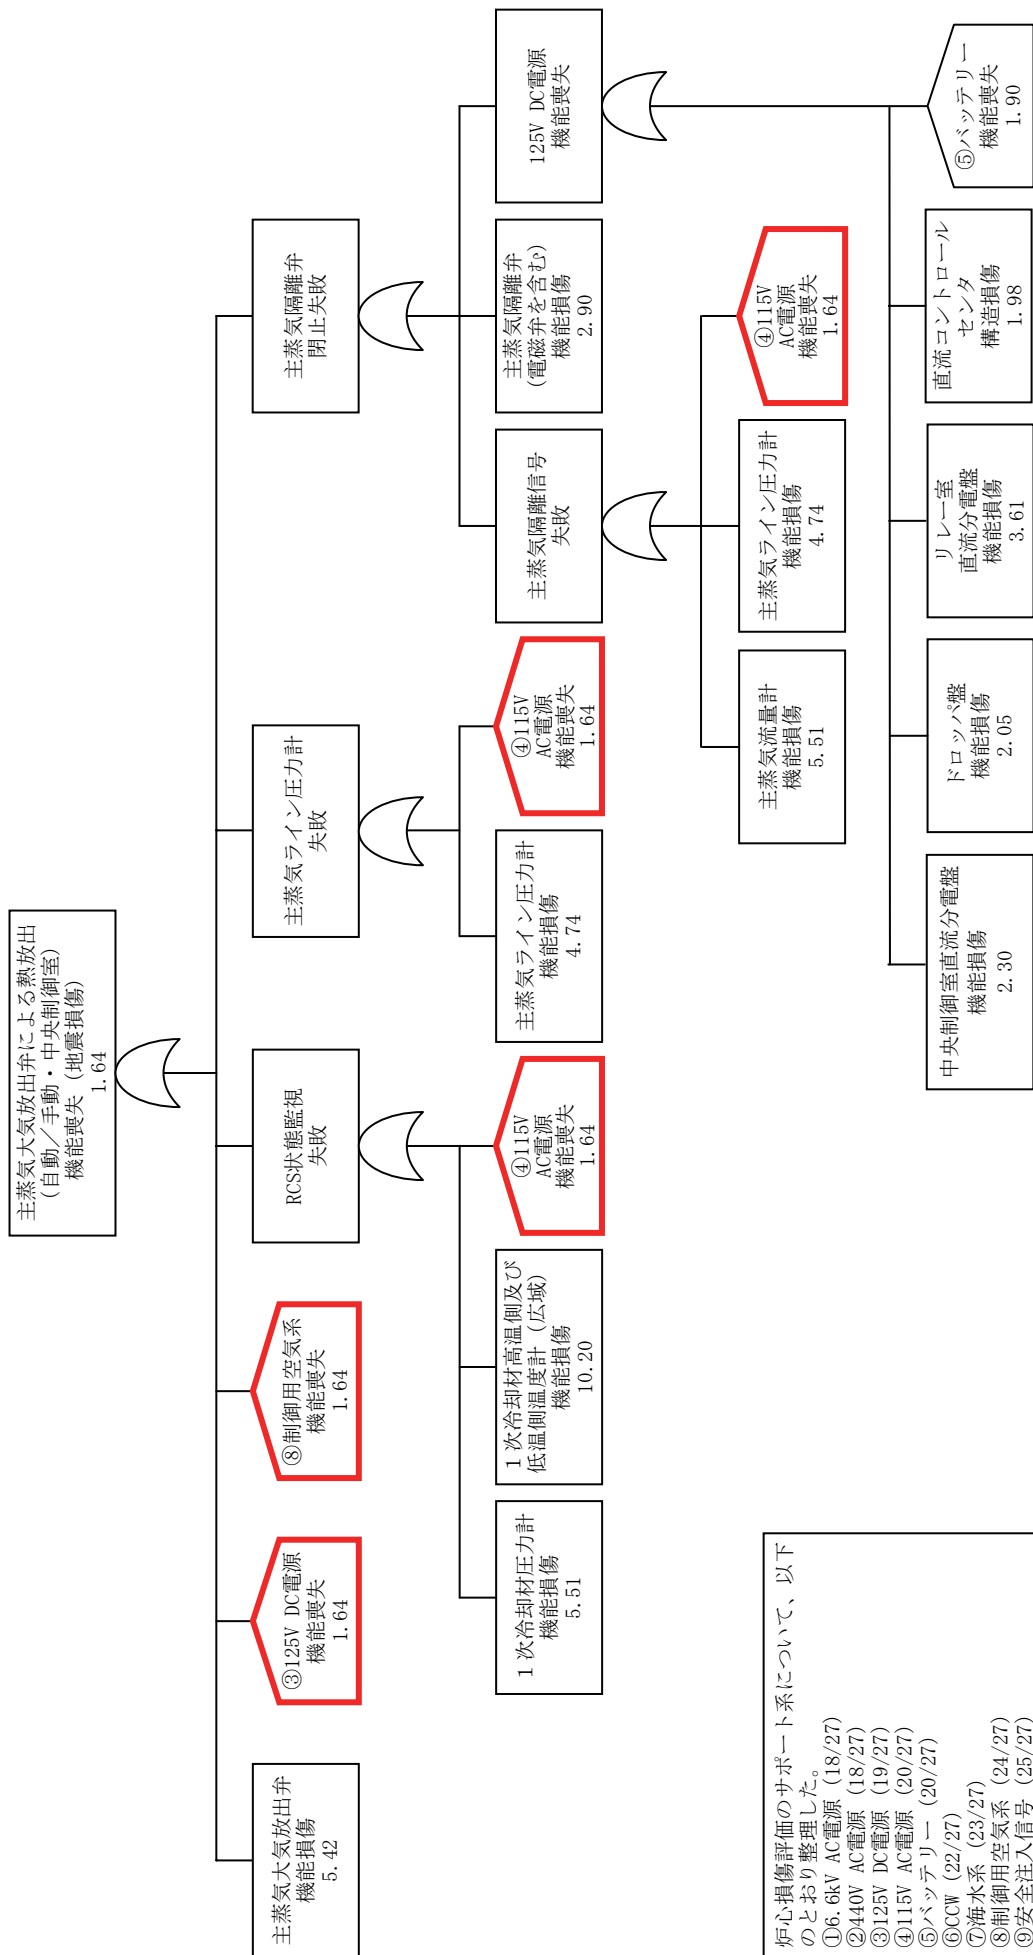 主蒸気大気放出弁による熱放出
(自動／手動・中央制御室)
機能喪失（地震損傷）
1.64
主蒸気大気放出弁
機能損傷
5.42
③125V DC電源
機能喪失
1.64
⑧制御用空気系
機能喪失
1.64
RCS状態監視
失敗
主蒸気ライン圧力計
失敗
主蒸気隔離弁
閉止失敗
1次冷却材圧力計
機能損傷
5.51
1次冷却材高温側及び
低温側温度計（広域）
機能損傷
10.20
④115V
AC電源
機能喪失
1.64
主蒸気ライン圧力計
機能損傷
4.74
④115V
AC電源
機能喪失
1.64
主蒸気隔離信号
失敗
主蒸気隔離弁
(電磁弁を含む)
機能損傷
2.90
125V DC電源
機能喪失
主蒸気流量計
機能損傷
5.51
主蒸気ライン圧力計
機能損傷
4.74
④115V
AC電源
機能喪失
1.64
中央制御室直流分電盤
機能損傷
2.30
ドロッパ盤
機能損傷
2.05
リレー室
直流分電盤
機能損傷
3.61
直流コントロール
センタ
構造損傷
1.98
⑤バッテリー
機能喪失
1.90
炉心損傷評価のサポート系について、以下
のとおり整理した。
①6.6kV AC電源 (18/27)
②440V AC電源 (18/27)
③125V DC電源 (19/27)
④115V AC電源 (20/27)
⑤バッテリー (20/27)
⑥CCW (22/27)
⑦海水系 (23/27)
⑧制御用空気系 (24/27)
⑨安全注入信号 (25/27)